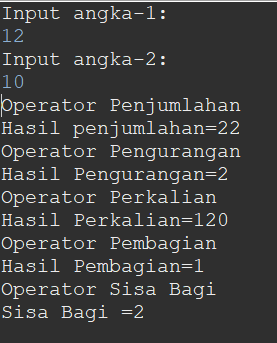 Input angka-1:
12
Input angka-2:
10
Operator Penjumlahan
Hasil penjumlahan=22
Operator Pengurangan
Hasil Pengurangan=2
Operator Perkalian
Hasil Perkalian=120
Operator Pembagian
Hasil Pembagian=1
Operator Sisa Bagi
Sisa Bagi =2